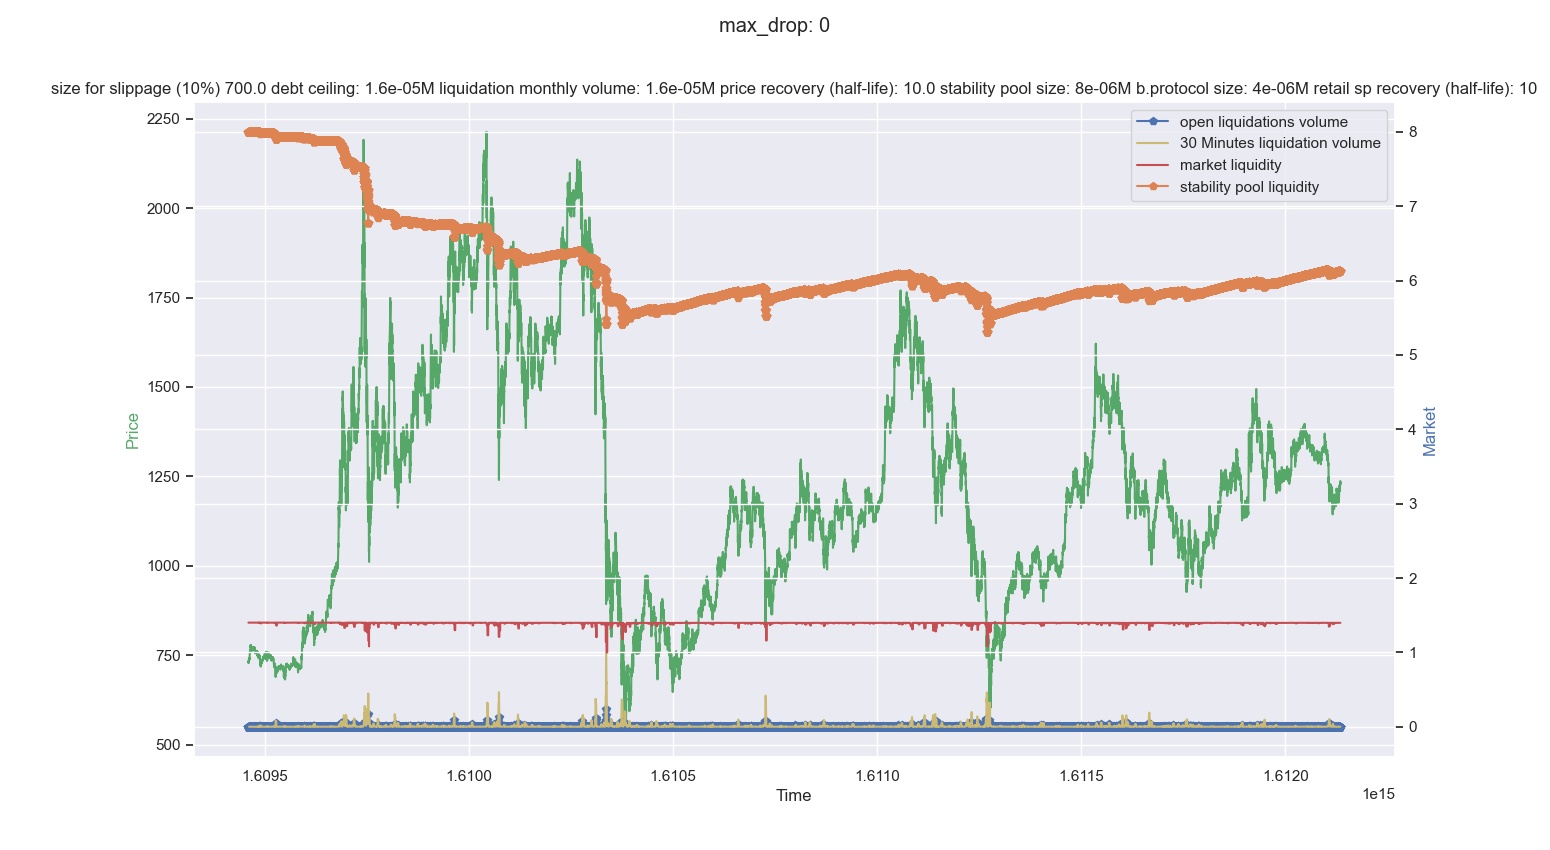 max_drop: 0
size for slippage (10%) 700.0 debt ceiling: 1.6e-05M liquidation monthly volume: 1.6e-05M price recovery (half-life): 10.0 stability pool size: 8e-06M b.protocol size: 4e-06M retail sp recovery (half-life): 10
open liquidations volume
30 Minutes liquidation volume
market liquidity
stability pool liquidity
2250
2000
1750
1500
1250
1000
750
500
Price
8
7
6
5
4
3
2
1
0
Market
1.6095 1.6100 1.6105 1.6110 1.6115 1.6120
Time
1e15